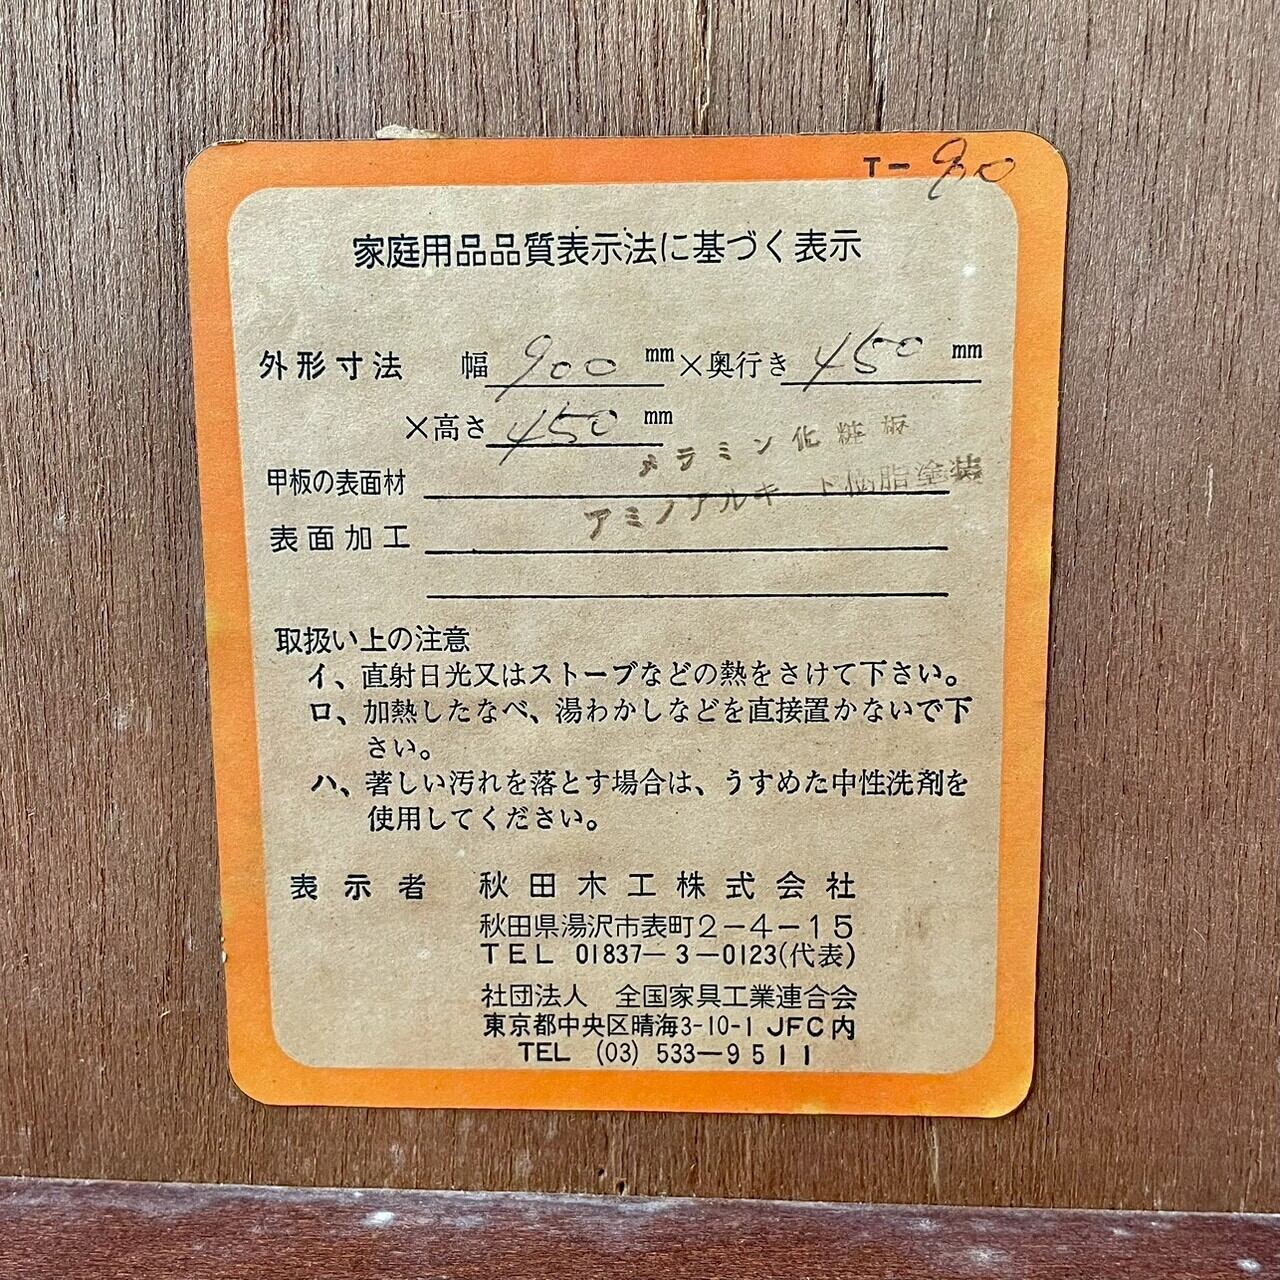 T-900
家庭用品品質表示法に基づく表示
外形寸法 幅 900 mm×奥行き 450 mm
×高さ 450 mm
メラミン化粧板
甲板の表面材
アミノアルキド樹脂塗装
表面加工
取扱い上の注意
イ、直射日光又はストーブなどの熱をさけて下さい。
ロ、加熱したなべ、湯わかしなどを直接置かないで下
さい。
ハ、著しい汚れを落とす場合は、うすめた中性洗剤を
使用してください。
表示者 秋田木工株式会社
秋田県湯沢市表町2-4-15
TEL 01837-3-0123(代表)
社団法人 全国家具工業連合会
東京都中央区晴海3-10-1 JFC内
TEL (03) 533-9511